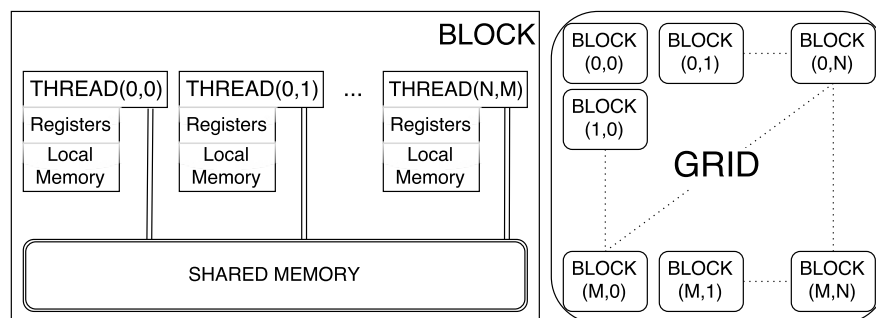 BLOCK
THREAD(0,0) THREAD(0,1) ... THREAD(N,M)
Registers Registers Registers
Local Local Local
Memory Memory Memory
SHARED MEMORY
BLOCK BLOCK BLOCK
(0,0) (0,1) (0,N)
BLOCK
(1,0)
GRID
BLOCK BLOCK BLOCK
(M,0) (M,1) (M,N)